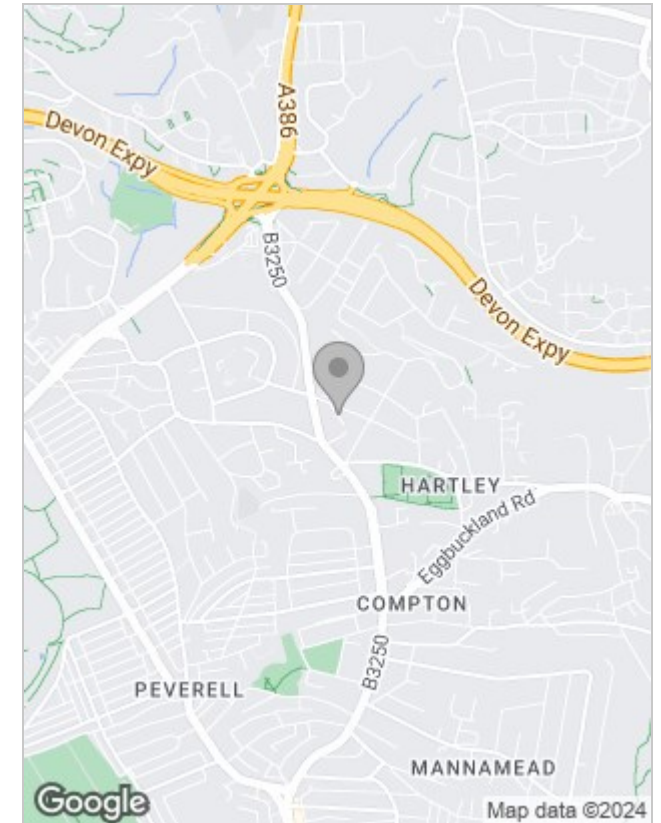 A386
Devon Expy
B3250
Devon Expy
HARTLEY
Eggbuckland Rd
COMPTON
B3250
PEVERELL
MANNAMEAD
Google
Map data ©2024